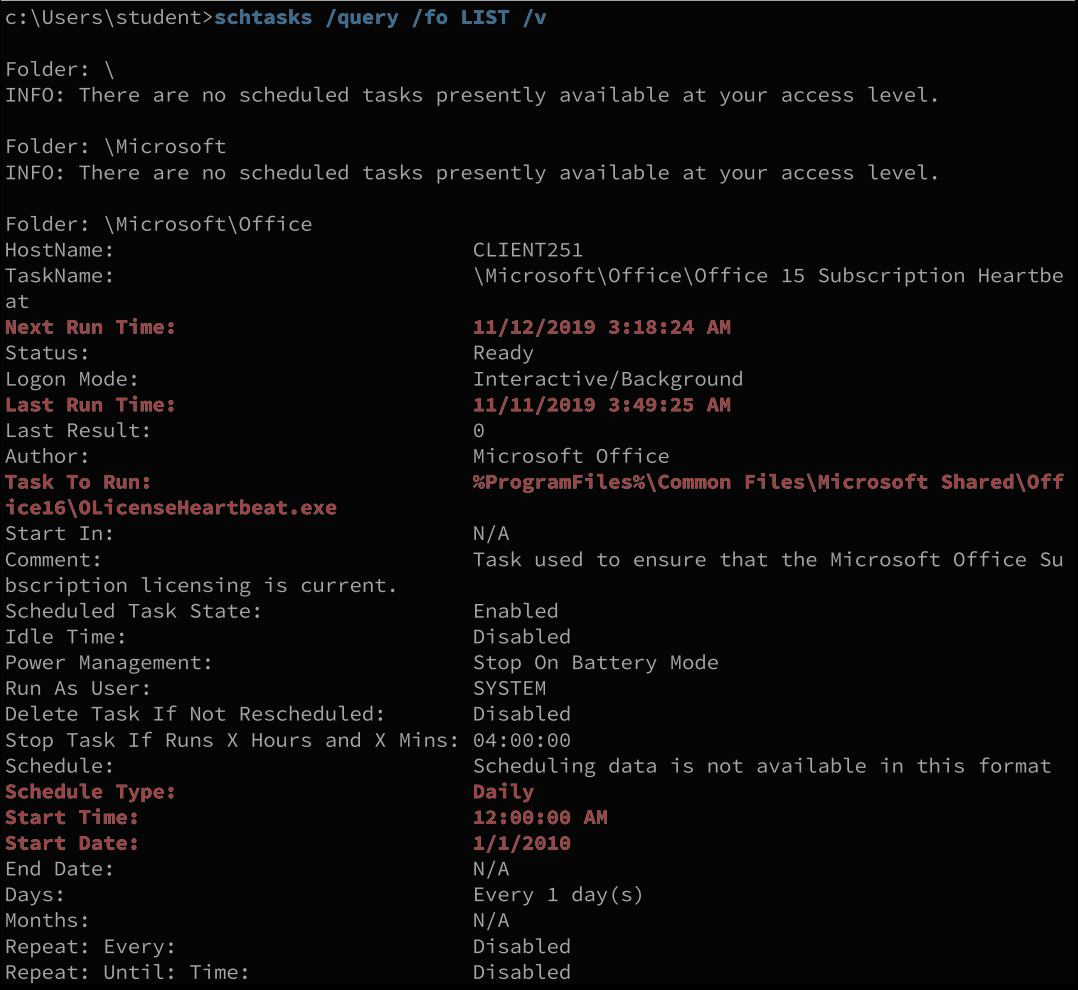 c:\Users\student>schtasks /query /fo LIST /v
Folder: \
INFO: There are no scheduled tasks presently available at your access level.
Folder: \Microsoft
INFO: There are no scheduled tasks presently available at your access level.
Folder: \Microsoft\Office
HostName: CLIENT251
TaskName: \Microsoft\Office\Office 15 Subscription Heartbe
at
Next Run Time: 11/12/2019 3:18:24 AM
Status: Ready
Logon Mode: Interactive/Background
Last Run Time: 11/11/2019 3:49:25 AM
Last Result: 0
Author: Microsoft Office
Task To Run: %ProgramFiles%\Common Files\Microsoft Shared\Off
ice16\OLicenseHeartbeat.exe
Start In: N/A
Comment: Task used to ensure that the Microsoft Office Su
bscription licensing is current.
Scheduled Task State: Enabled
Idle Time: Disabled
Power Management: Stop On Battery Mode
Run As User: SYSTEM
Delete Task If Not Rescheduled: Disabled
Stop Task If Runs X Hours and X Mins: 04:00:00
Schedule: Scheduling data is not available in this format
Schedule Type: Daily
Start Time: 12:00:00 AM
Start Date: 1/1/2010
End Date: N/A
Days: Every 1 day(s)
Months: N/A
Repeat: Every: Disabled
Repeat: Until: Time: Disabled